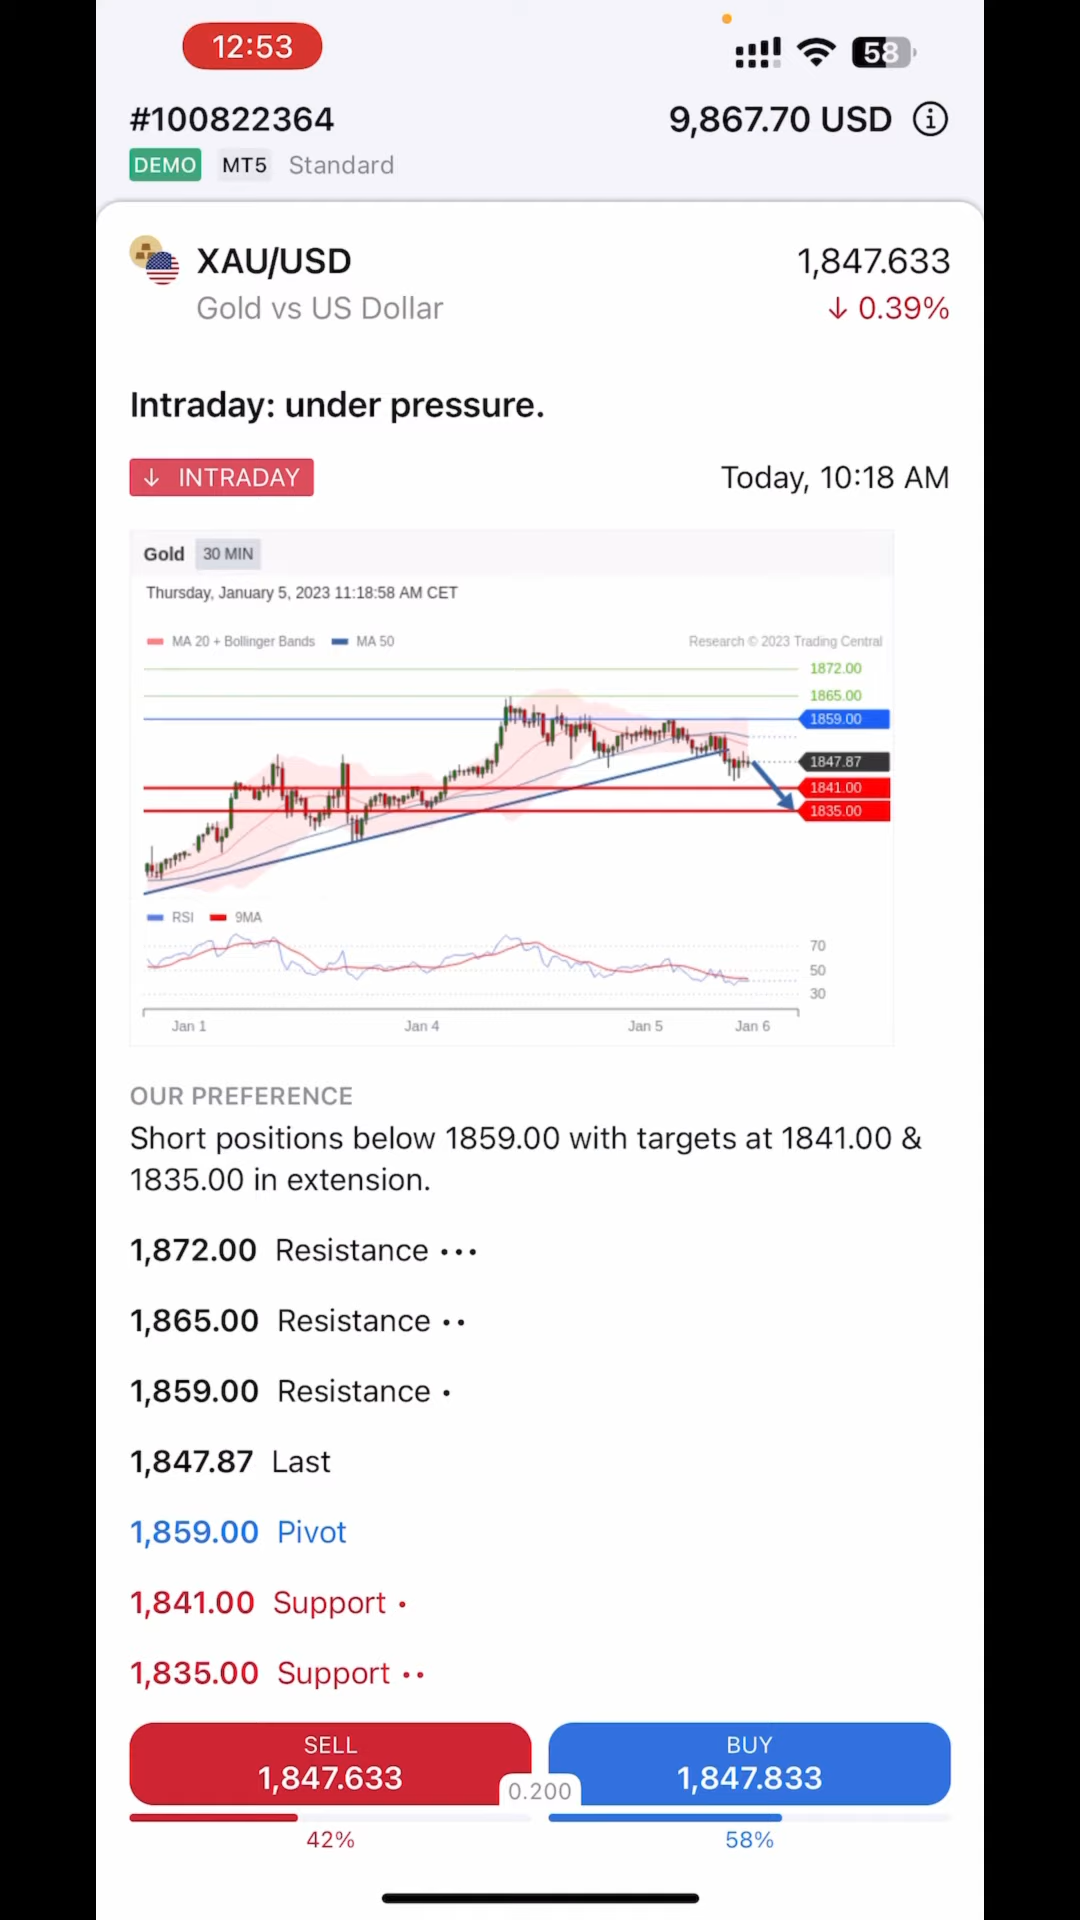 12:53
58
#100822364
9,867.70 USD
DEMO MT5 Standard
XAU/USD
1,847.633
Gold vs US Dollar
↓ 0.39%
Intraday: under pressure.
↓ INTRADAY
Today, 10:18 AM
Gold 30 MIN
Thursday, January 5, 2023 11:18:58 AM CET
MA 20 + Bollinger Bands MA 50
Research © 2023 Trading Central
1872.00
1865.00
1859.00
1847.87
1841.00
1835.00
RSI 9MA
70
50
30
Jan 1 Jan 4 Jan 5 Jan 6
OUR PREFERENCE
Short positions below 1859.00 with targets at 1841.00 &
1835.00 in extension.
1,872.00 Resistance •••
1,865.00 Resistance ••
1,859.00 Resistance •
1,847.87 Last
1,859.00 Pivot
1,841.00 Support •
1,835.00 Support ••
SELL
1,847.633
0.200
BUY
1,847.833
42%
58%